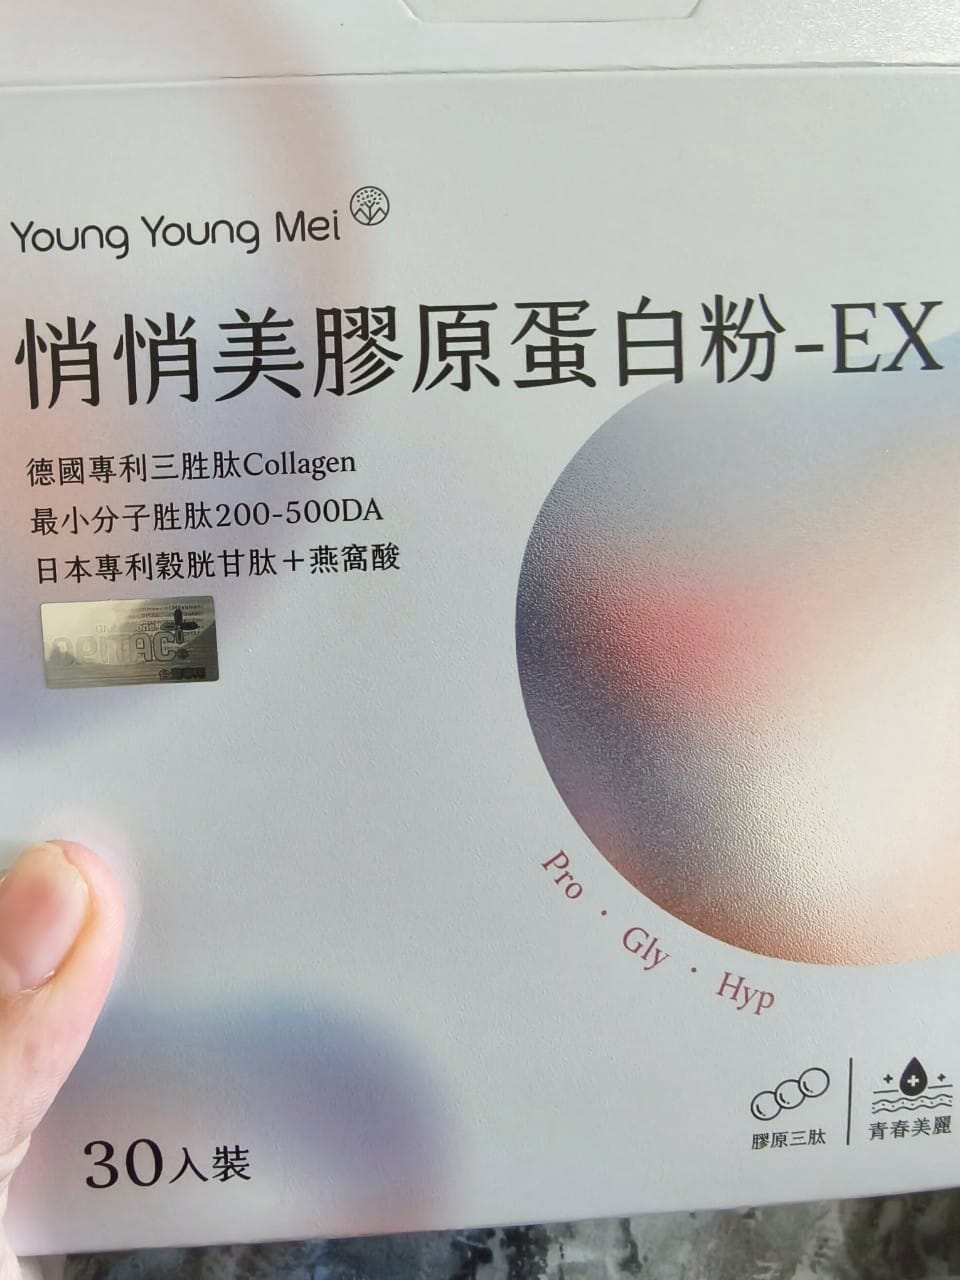 Young Young Mei
悄悄美膠原蛋白粉-EX
德國專利三胜肽Collagen
最小分子胜肽200-500DA
日本專利穀胱甘肽＋燕窩酸
OPITAC
Pro · Gly · Hyp
膠原三肽
青春美麗
30入裝